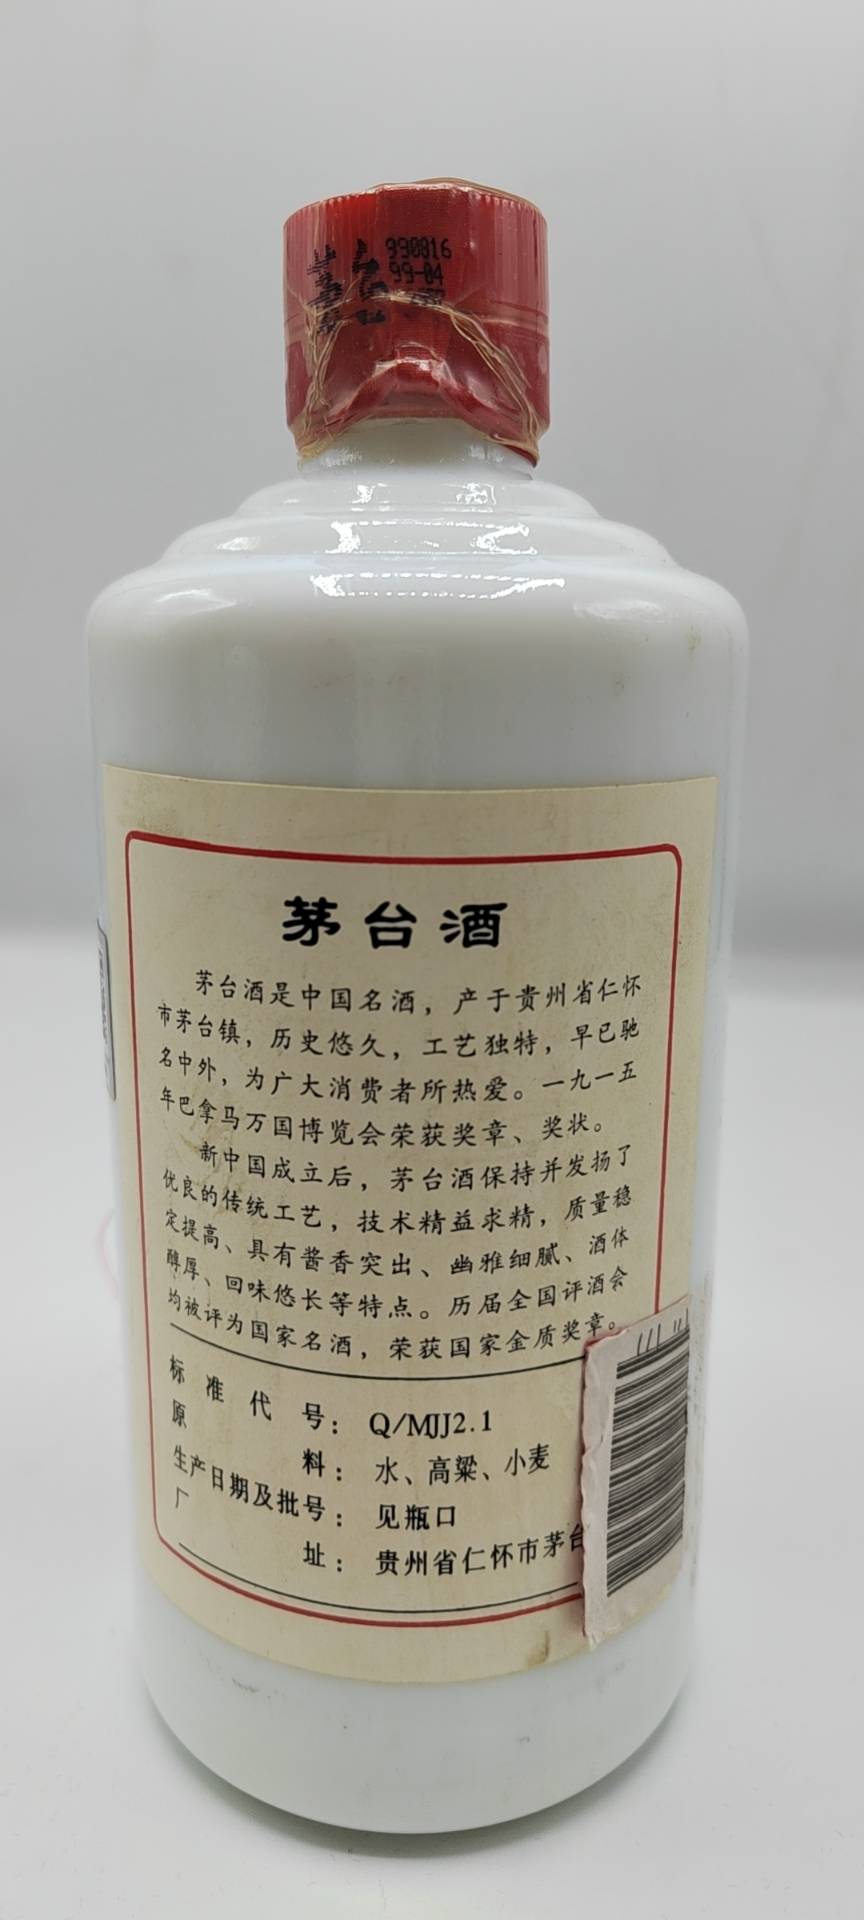 990816
99-04
茅台酒
茅台酒是中国名酒，产于贵州省仁怀
市茅台镇，历史悠久，工艺独特，早已驰
名中外，为广大消费者所热爱。一九一五
年巴拿马万国博览会荣获奖章、奖状。
新中国成立后，茅台酒保持并发扬了
优良的传统工艺，技术精益求精，质量稳
定提高、具有酱香突出、幽雅细腻、酒体
醇厚、回味悠长等特点。历届全国评酒会
均被评为国家名酒，荣获国家金质奖章。
标准代号：Q/MJJ2.1
原料：水、高粱、小麦
生产日期及批号：见瓶口
厂址：贵州省仁怀市茅台